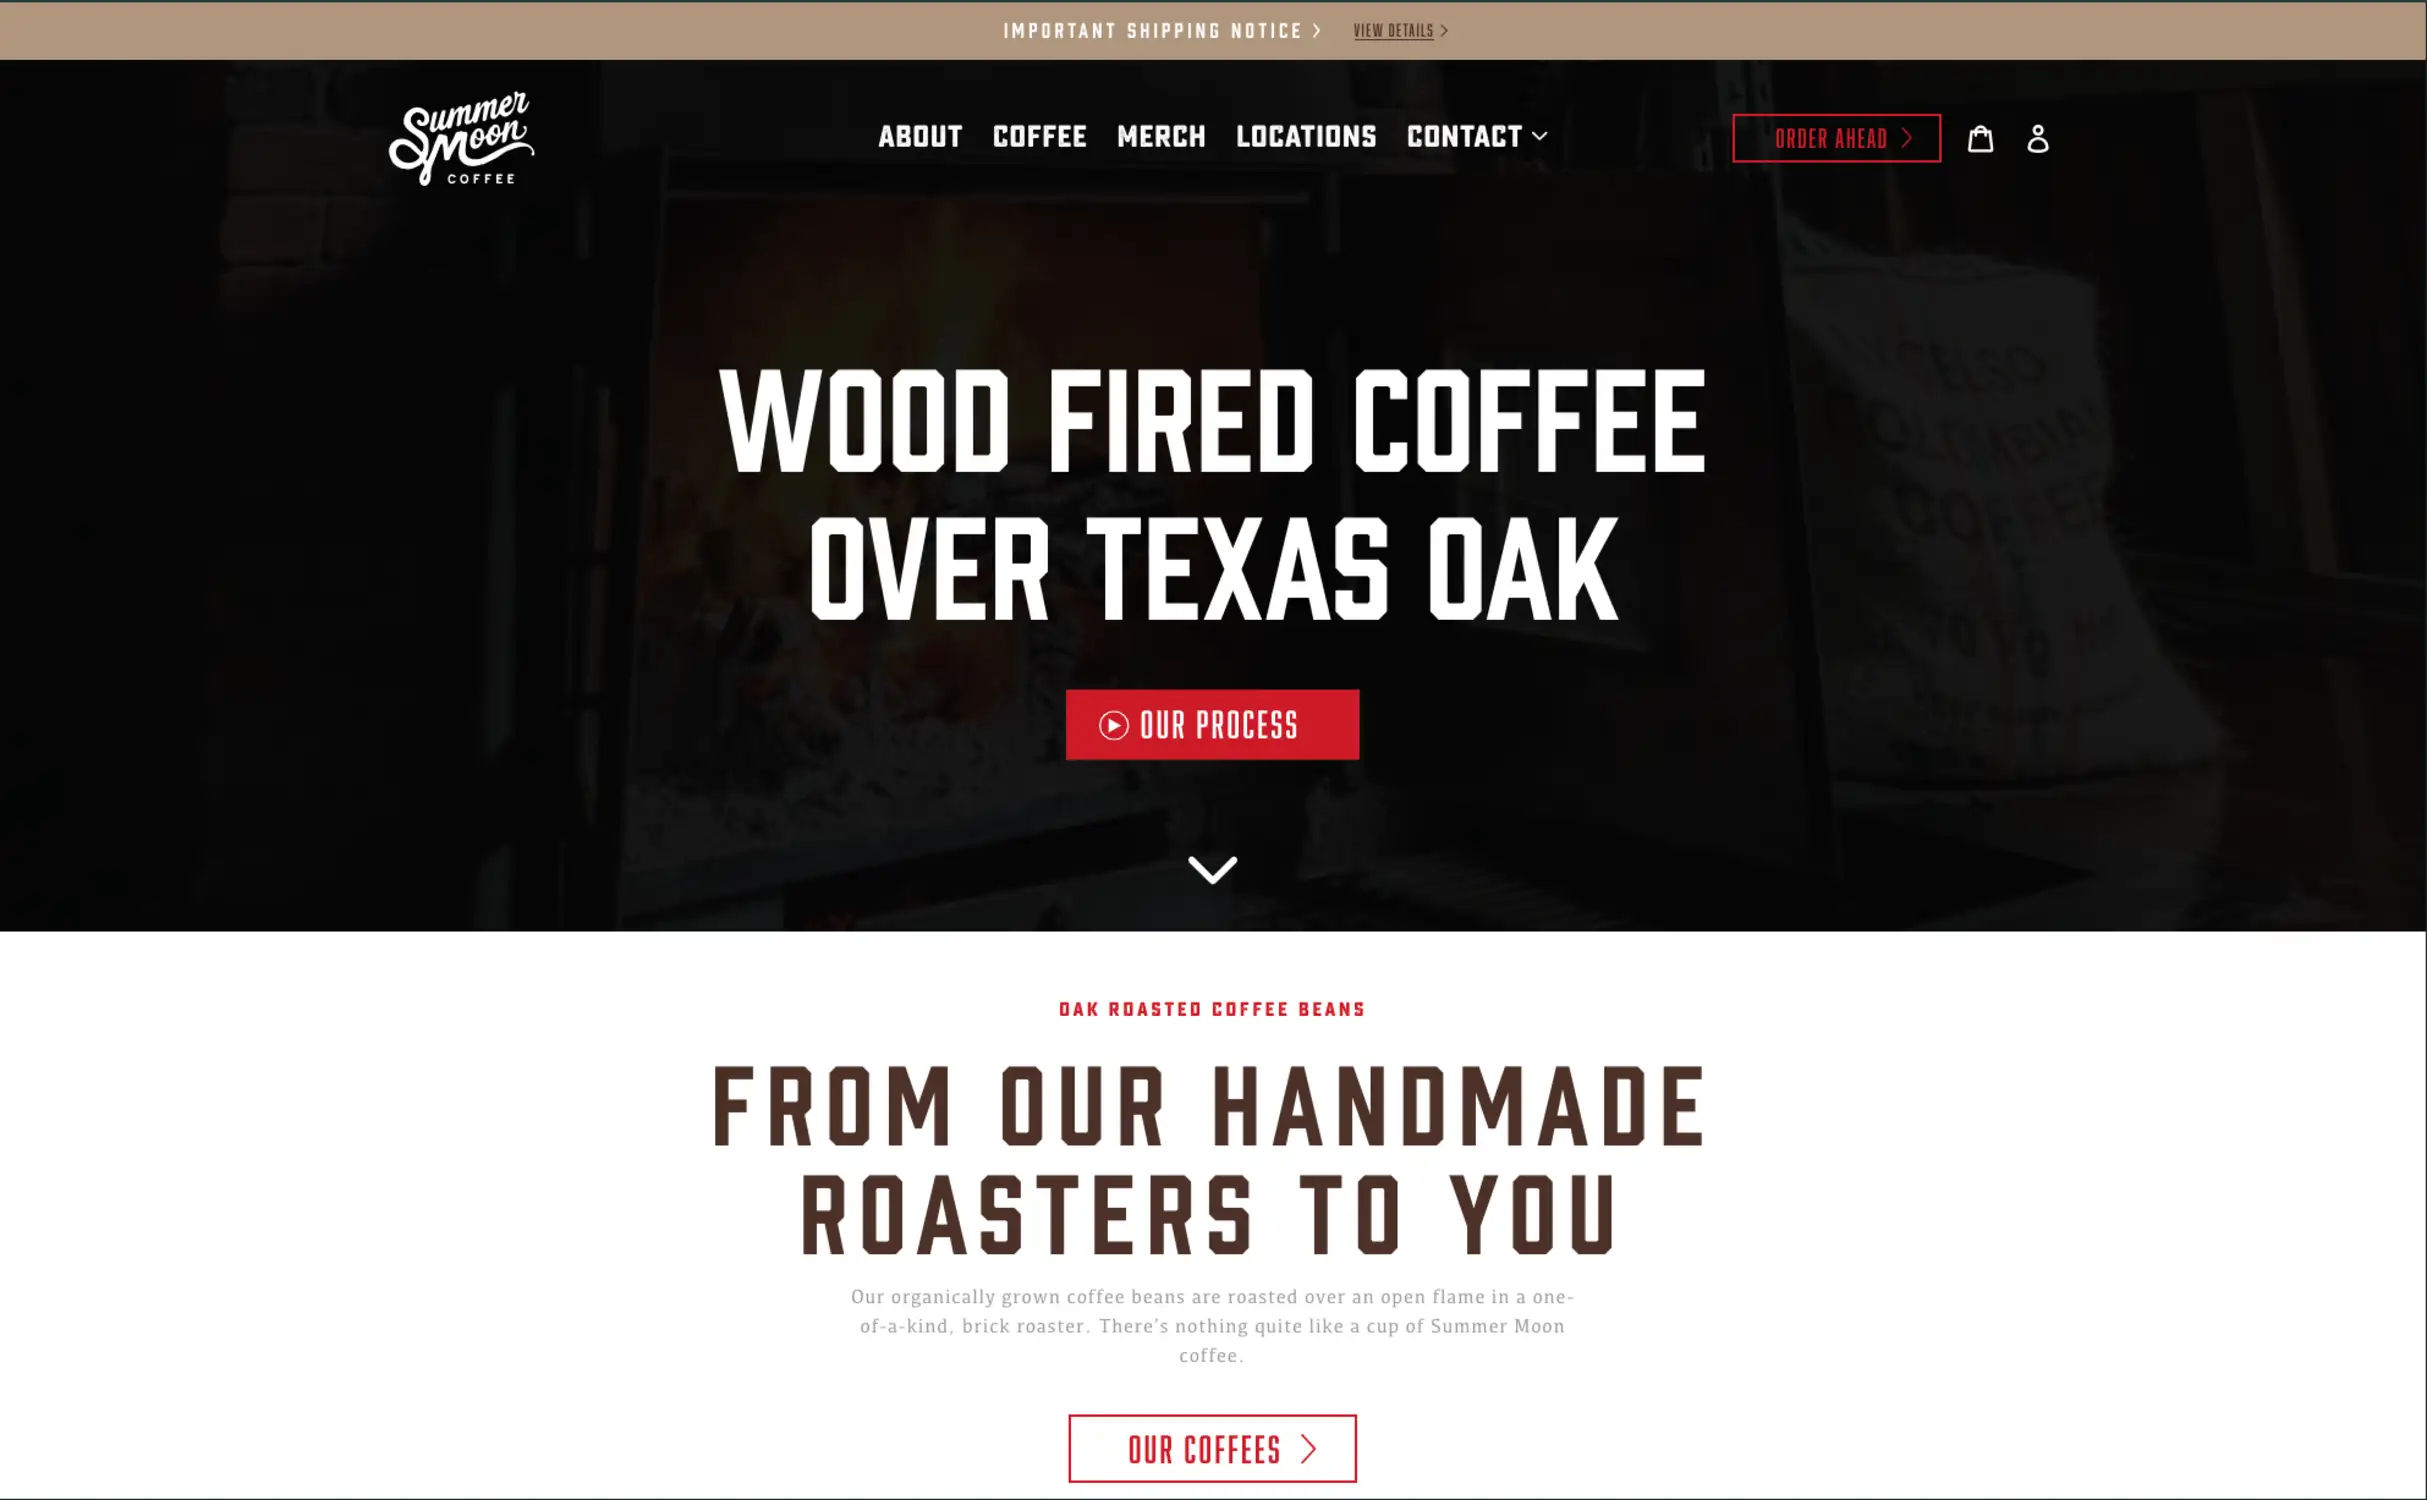 IMPORTANT SHIPPING NOTICE
VIEW DETAILS
Summer
Moon
COFFEE
ABOUT COFFEE MERCH LOCATIONS CONTACT
ORDER AHEAD
WOOD FIRED COFFEE
OVER TEXAS OAK
COLOMBIAN
COFFEE
OUR PROCESS
OAK ROASTED COFFEE BEANS
FROM OUR HANDMADE
ROASTERS TO YOU
Our organically grown coffee beans are roasted over an open flame in a one-
of-a-kind, brick roaster. There's nothing quite like a cup of Summer Moon
coffee.
OUR COFFEES